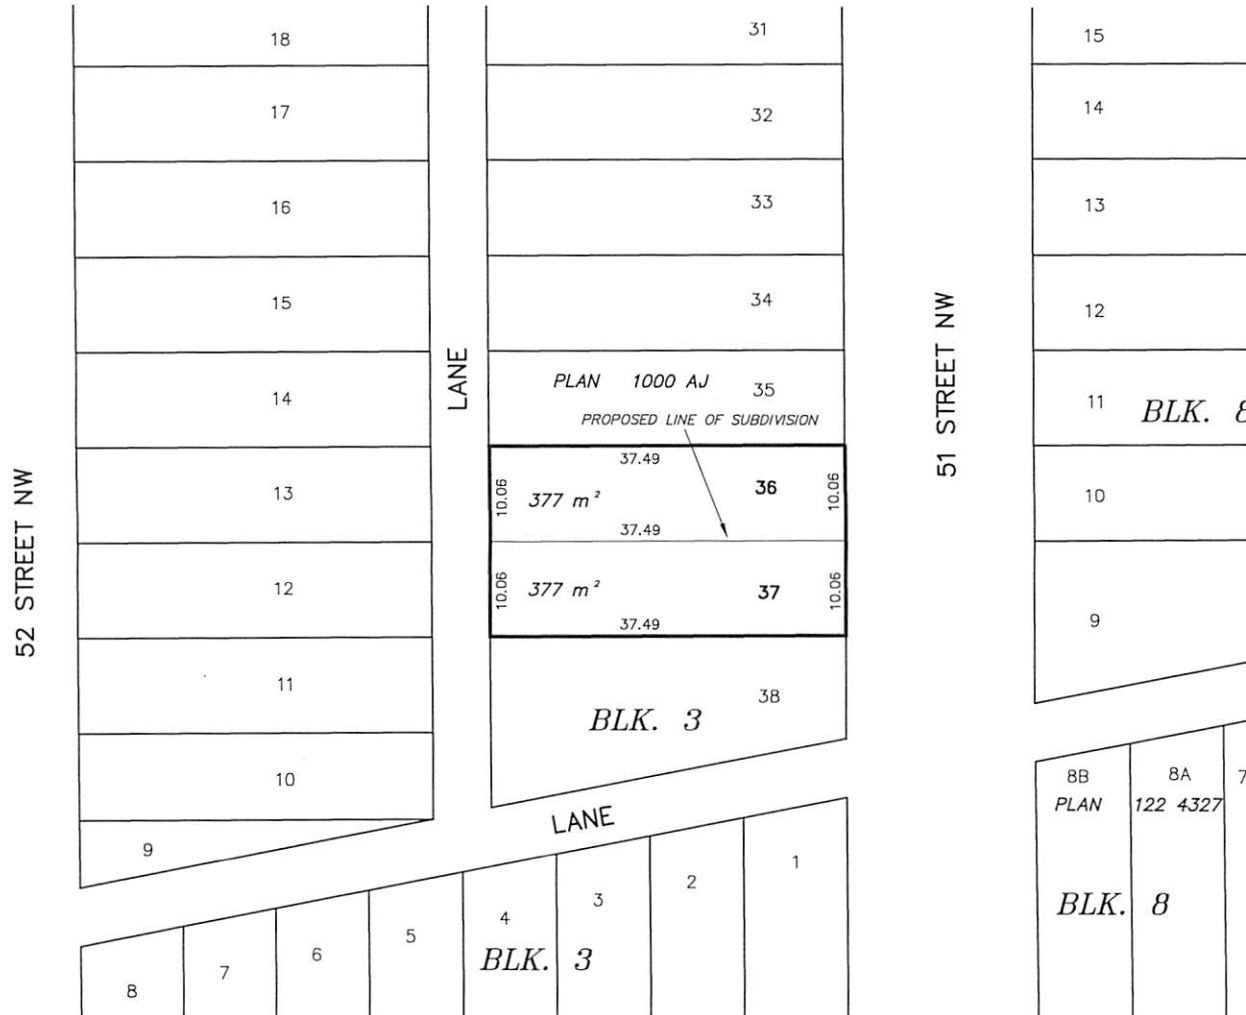 18
17
16
15
14
13
12
11
10
9
52 STREET NW
LANE
31
32
33
34
PLAN 1000 AJ
35
PROPOSED LINE OF SUBDIVISION
37.49
10.06
377 m²
36
10.06
37.49
10.06
377 m²
37
10.06
37.49
38
BLK. 3
LANE
51 STREET NW
15
14
13
12
11
BLK.
10
9
8B
8A
7
PLAN 122 4327
BLK. 8
1
2
3
4
5
6
7
8
BLK. 3